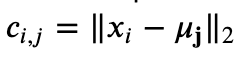 c_{i,j} = ‖x_i − μ_𝐣‖_2